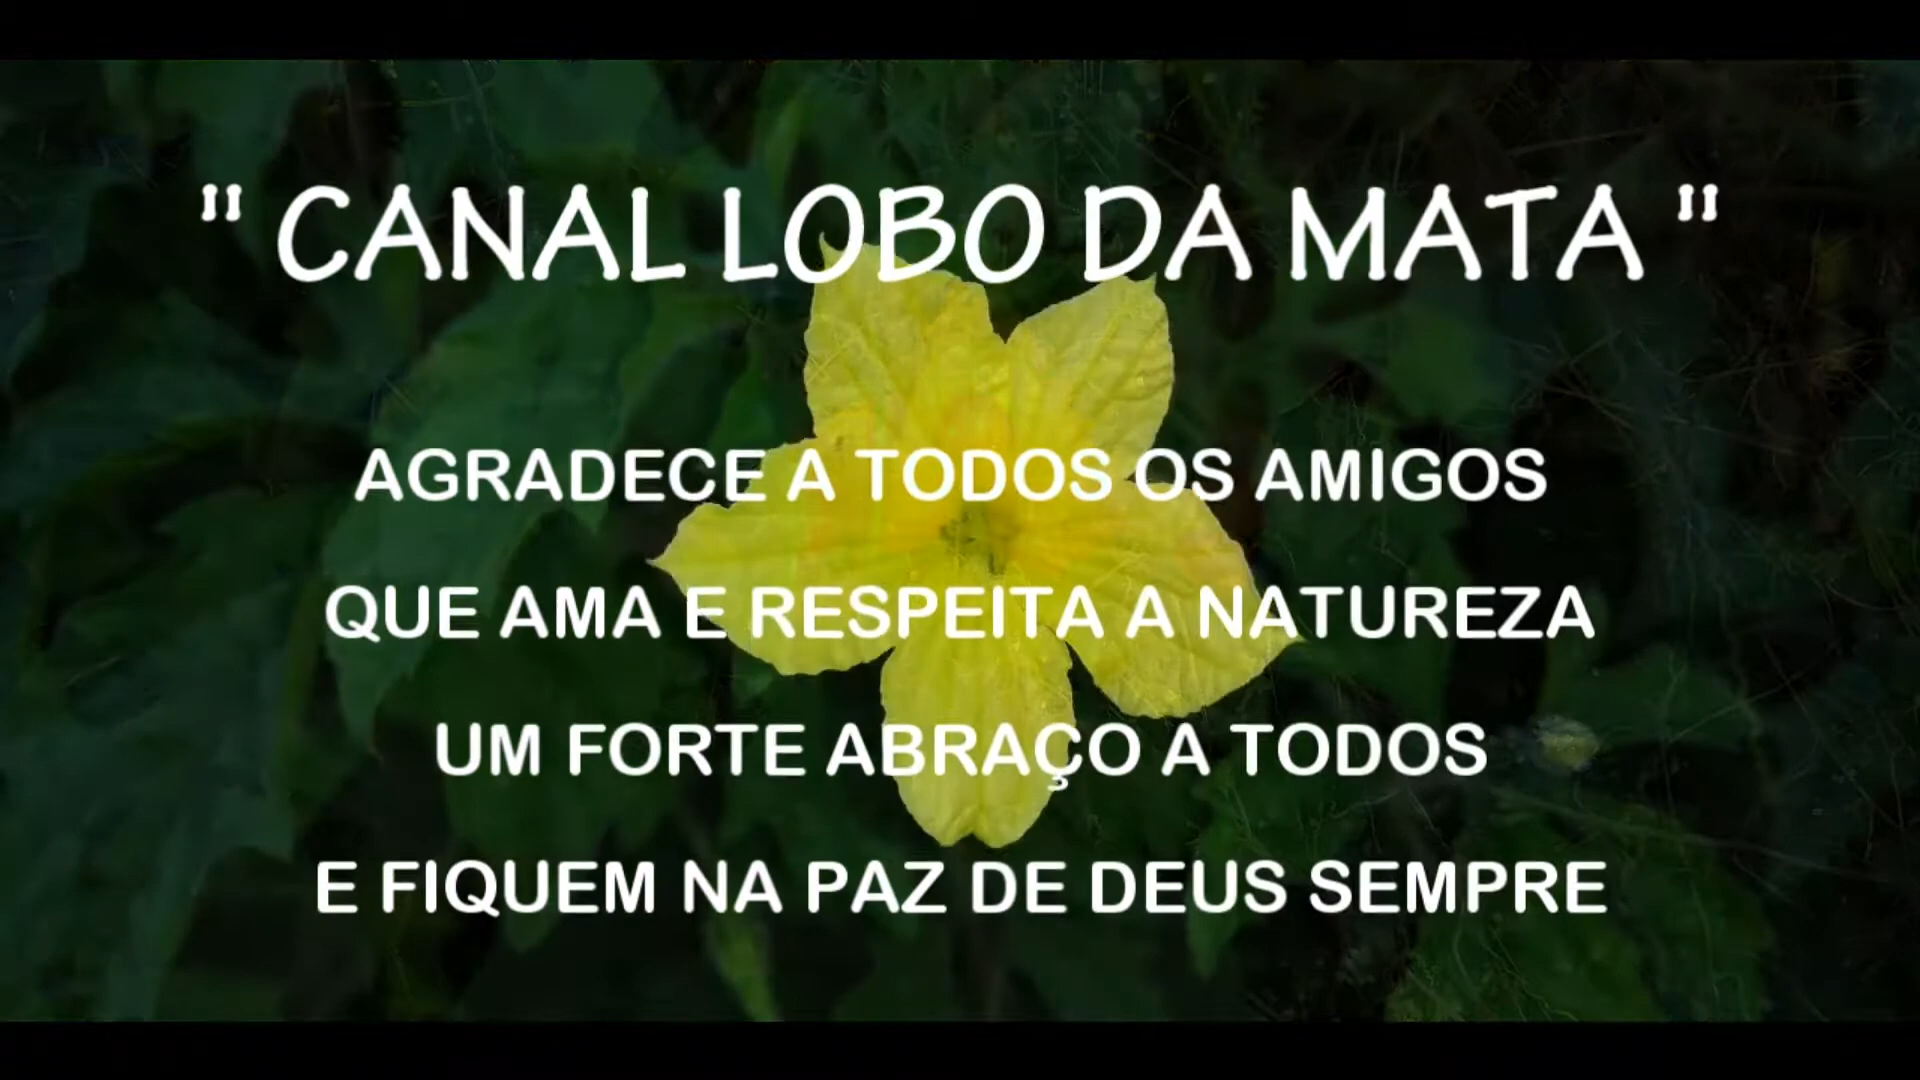 " CANAL LOBO DA MATA "
AGRADECE A TODOS OS AMIGOS
QUE AMA E RESPEITA A NATUREZA
UM FORTE ABRAÇO A TODOS
E FIQUEM NA PAZ DE DEUS SEMPRE